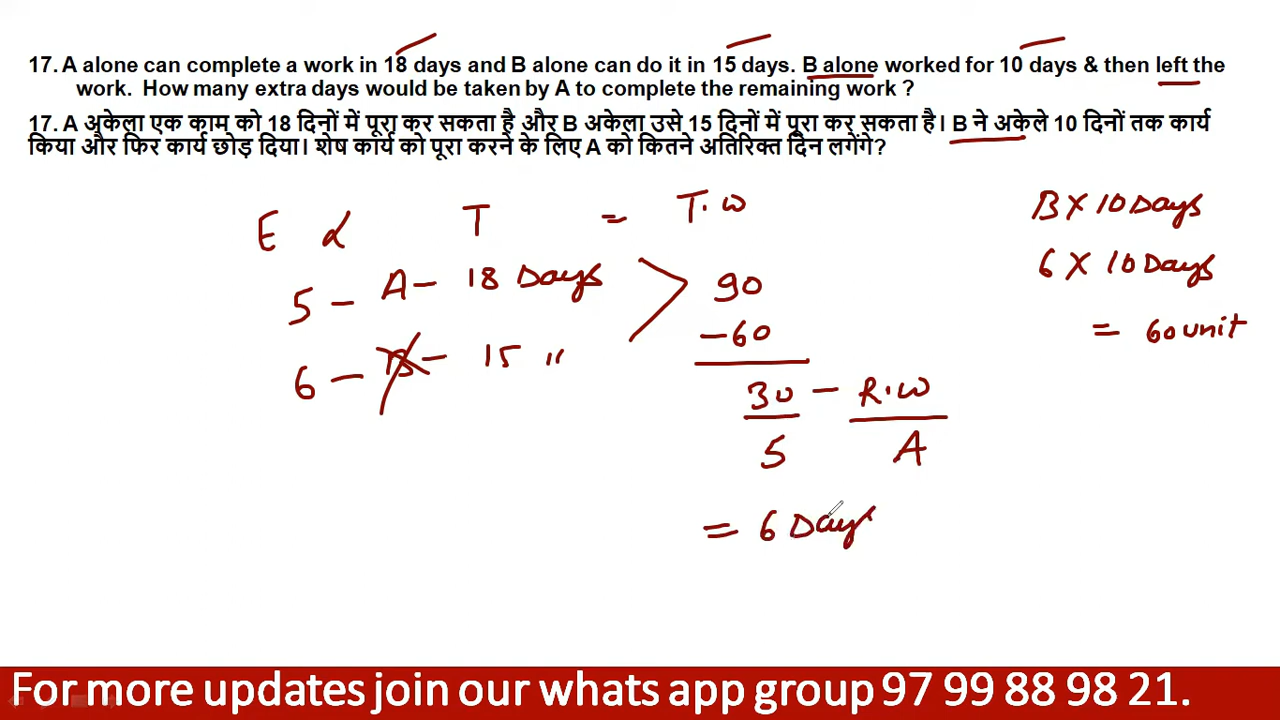 17. A alone can complete a work in 18 days and B alone can do it in 15 days. B alone worked for 10 days & then left the
work. How many extra days would be taken by A to complete the remaining work ?
17. A अकेला एक काम को 18 दिनों में पूरा कर सकता है और B अकेला उसे 15 दिनों में पूरा कर सकता है। B ने अकेले 10 दिनों तक कार्य
किया और फिर कार्य छोड़ दिया। शेष कार्य को पूरा करने के लिए A को कितने अतिरिक्त दिन लगेंगे?
E α T = T.W
5 - A - 18 Days
6 - B - 15 "
90
-60
30 - R.W
5 A
= 6 Days
B X 10 Days
6 X 10 Days
= 60 unit
For more updates join our whats app group 97 99 88 98 21.